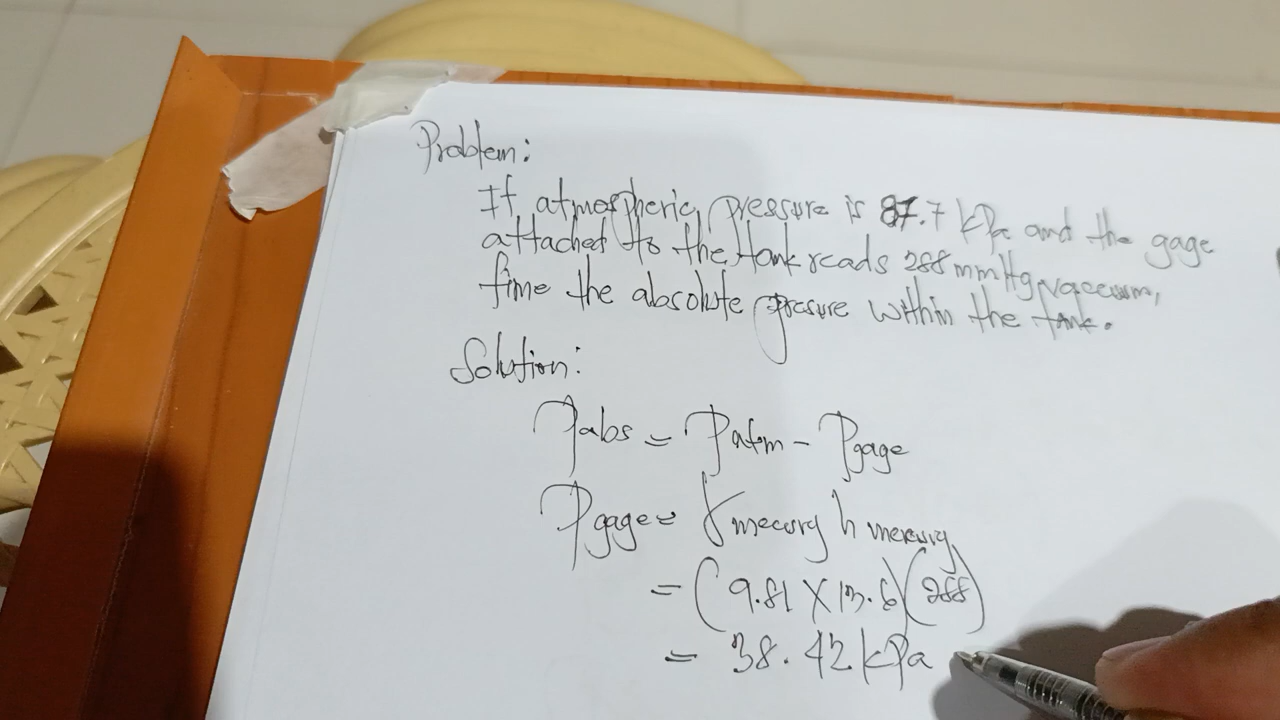 Problem:
If atmospheric pressure is 87.7 kPa and the gage
attached to the tank reads 288 mmHg vaccum,
fime the absolute presure within the tank.
Solution:
Pabs = Patm - Pgage
Pgage = γmecury h mercury
= (9.81 X 13.6)(288)
= 38.42 kPa